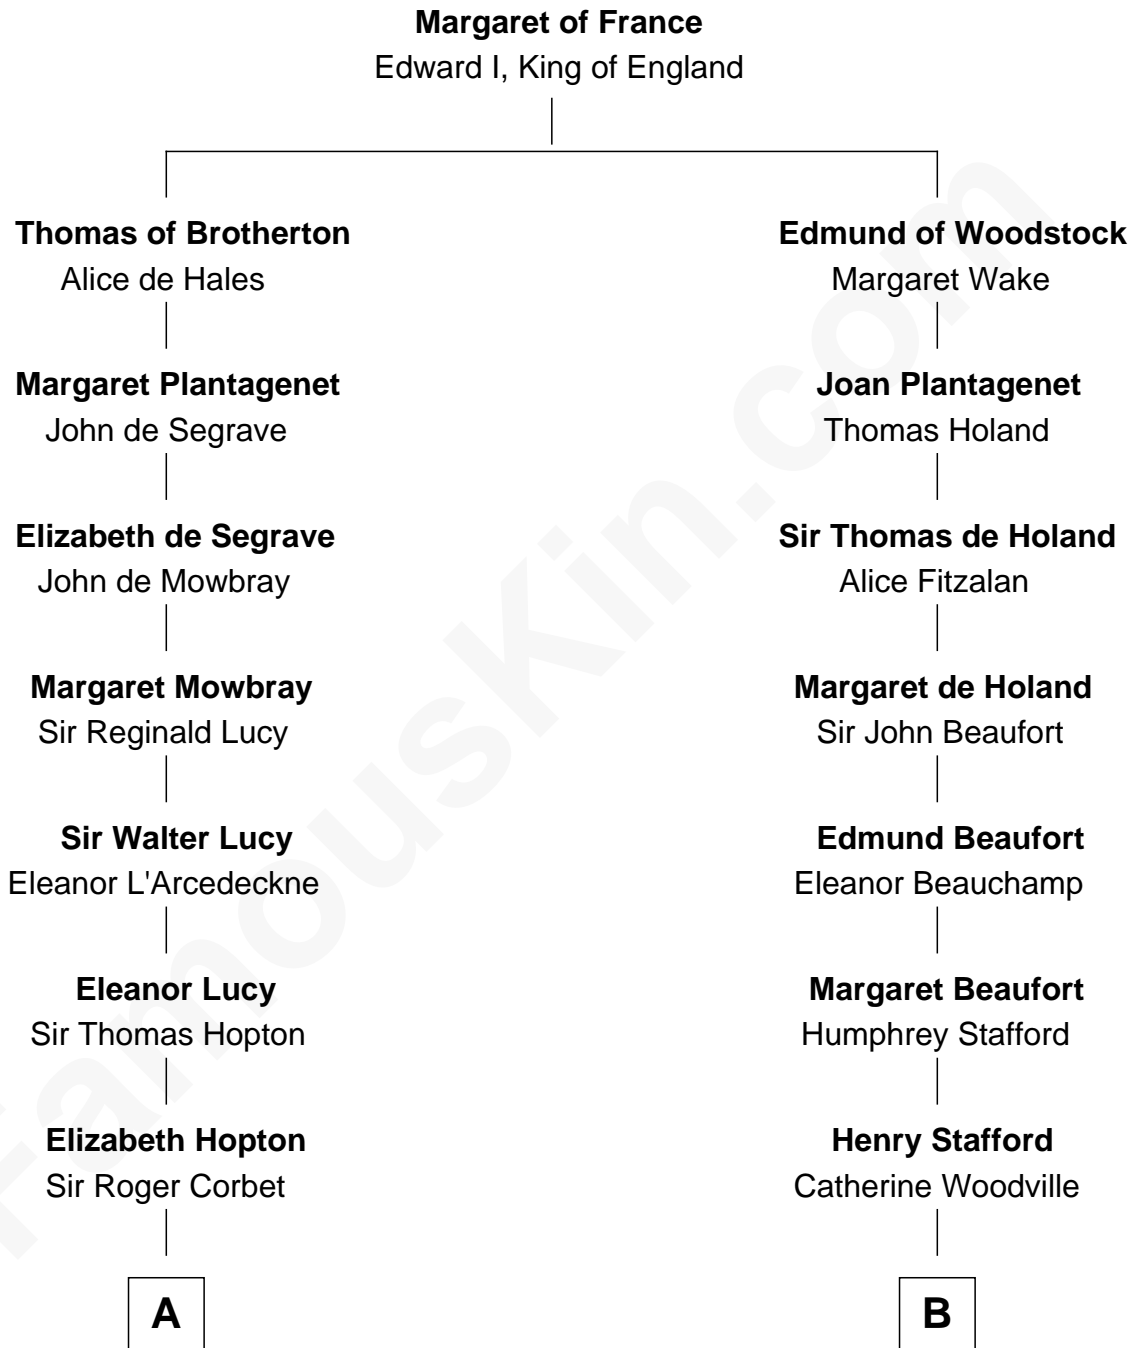 Margaret of France
Edward I, King of England
Thomas of Brotherton
Alice de Hales
Edmund of Woodstock
Margaret Wake
Margaret Plantagenet
John de Segrave
Joan Plantagenet
Thomas Holand
Elizabeth de Segrave
John de Mowbray
Sir Thomas de Holand
Alice Fitzalan
Margaret Mowbray
Sir Reginald Lucy
Margaret de Holand
Sir John Beaufort
Sir Walter Lucy
Eleanor L'Arcedeckne
Edmund Beaufort
Eleanor Beauchamp
Eleanor Lucy
Sir Thomas Hopton
Margaret Beaufort
Humphrey Stafford
Elizabeth Hopton
Sir Roger Corbet
Henry Stafford
Catherine Woodville
A
B
FamousKin.com